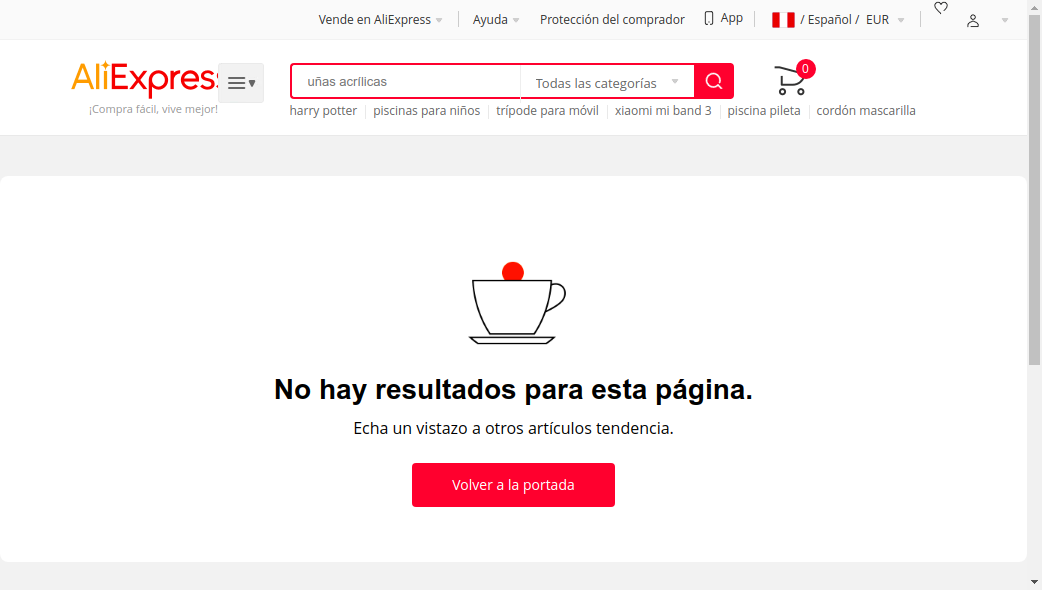 Vende en AliExpress Ayuda Protección del comprador App / Español / EUR
AliExpress
¡Compra fácil, vive mejor!
uñas acrílicas Todas las categorías 0
harry potter piscinas para niños trípode para móvil xiaomi mi band 3 piscina pileta cordón mascarilla
No hay resultados para esta página.
Echa un vistazo a otros artículos tendencia.
Volver a la portada